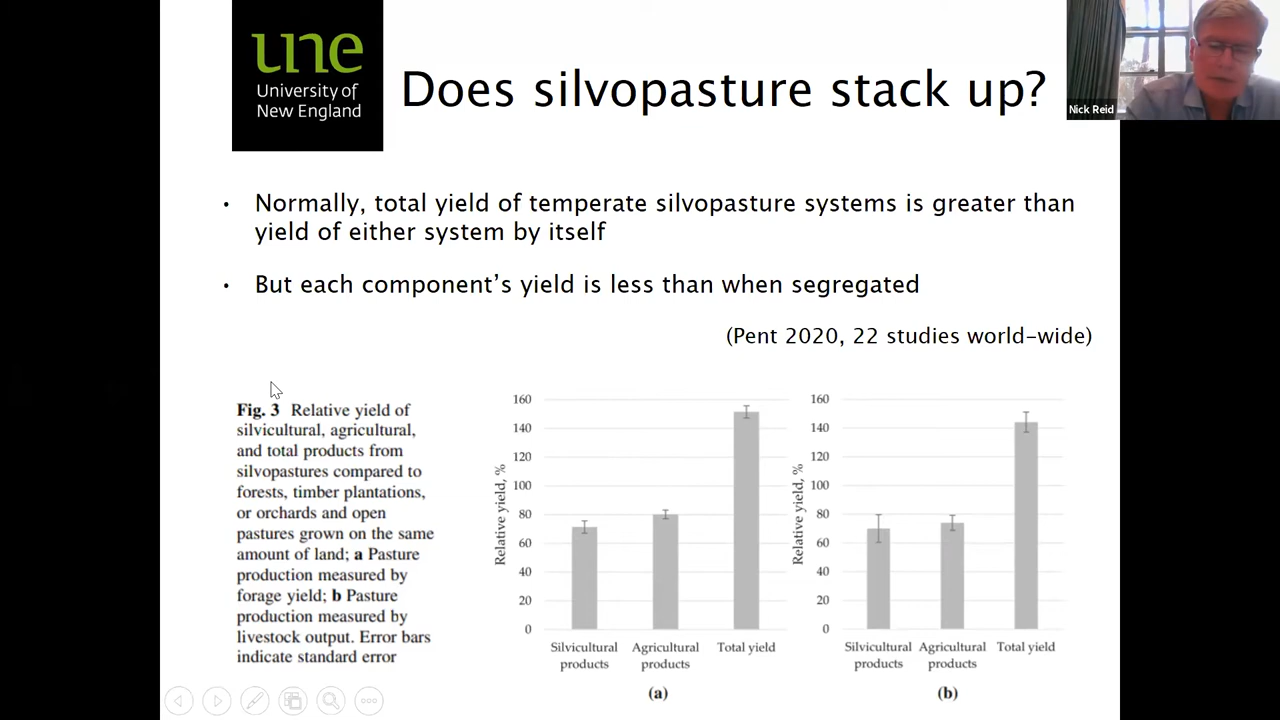 une
University of
New England
Does silvopasture stack up?
Nick Reid
• Normally, total yield of temperate silvopasture systems is greater than
yield of either system by itself
• But each component's yield is less than when segregated
(Pent 2020, 22 studies world-wide)
Fig. 3 Relative yield of
silvicultural, agricultural,
and total products from
silvopastures compared to
forests, timber plantations,
or orchards and open
pastures grown on the same
amount of land; a Pasture
production measured by
forage yield; b Pasture
production measured by
livestock output. Error bars
indicate standard error
Relative yield, %
160
140
120
100
80
60
40
20
0
Silvicultural products
Agricultural products
Total yield
(a)
Relative yield, %
160
140
120
100
80
60
40
20
0
Silvicultural products
Agricultural products
Total yield
(b)